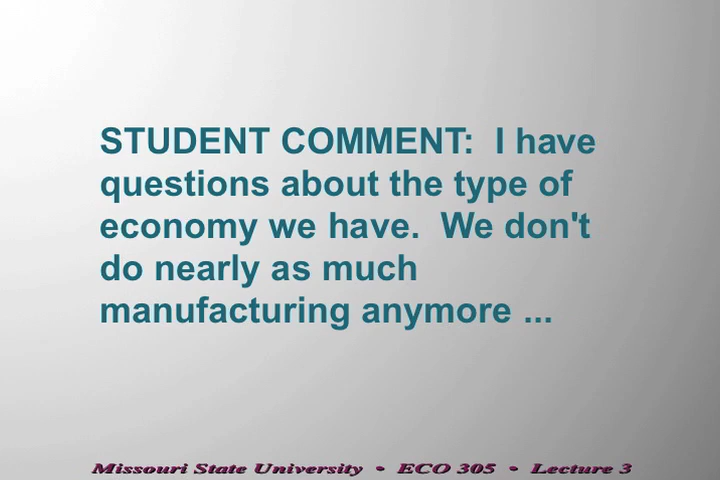 STUDENT COMMENT:  I have
questions about the type of
economy we have.  We don't
do nearly as much
manufacturing anymore ...
Missouri State University • ECO 305 • Lecture 3